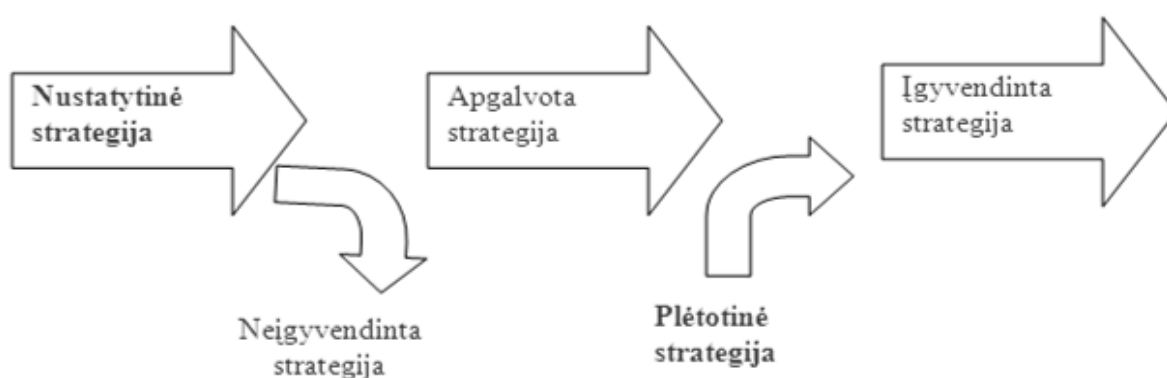 Nustatytinė
strategija
Apgalvota
strategija
Įgyvendinta
strategija
Neįgyvendinta
strategija
Plėtotinė
strategija